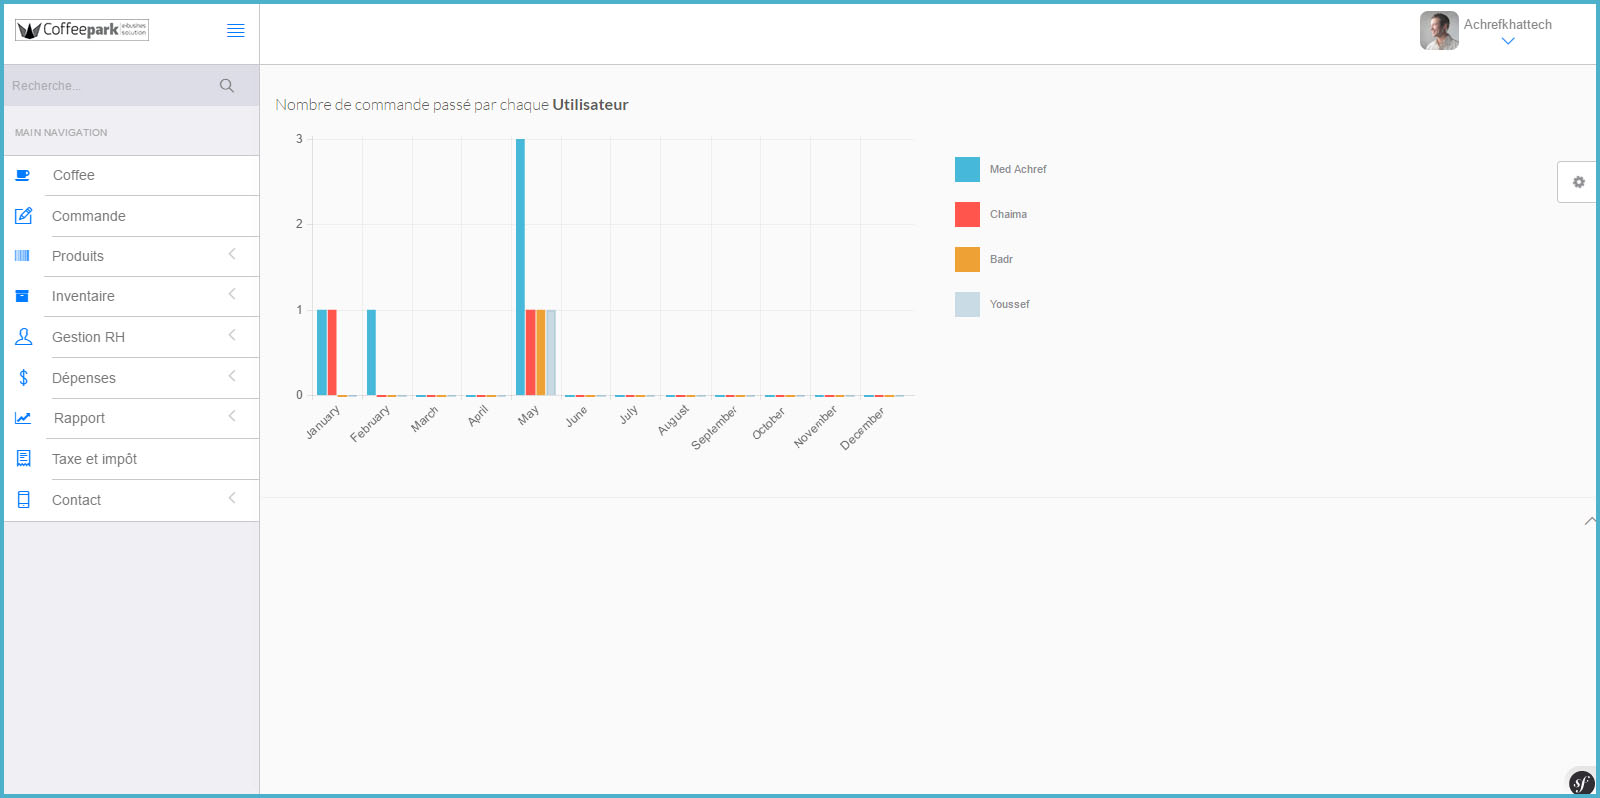 Coffeepark
inbusines
solution
Achrefkhattech
Recherche...
MAIN NAVIGATION
Coffee
Commande
Produits
Inventaire
Gestion RH
Dépenses
Rapport
Taxe et impôt
Contact
Nombre de commande passé par chaque Utilisateur
3
2
1
0
January
February
March
April
May
June
July
August
September
October
November
December
Med Achref
Chaima
Badr
Youssef
sf